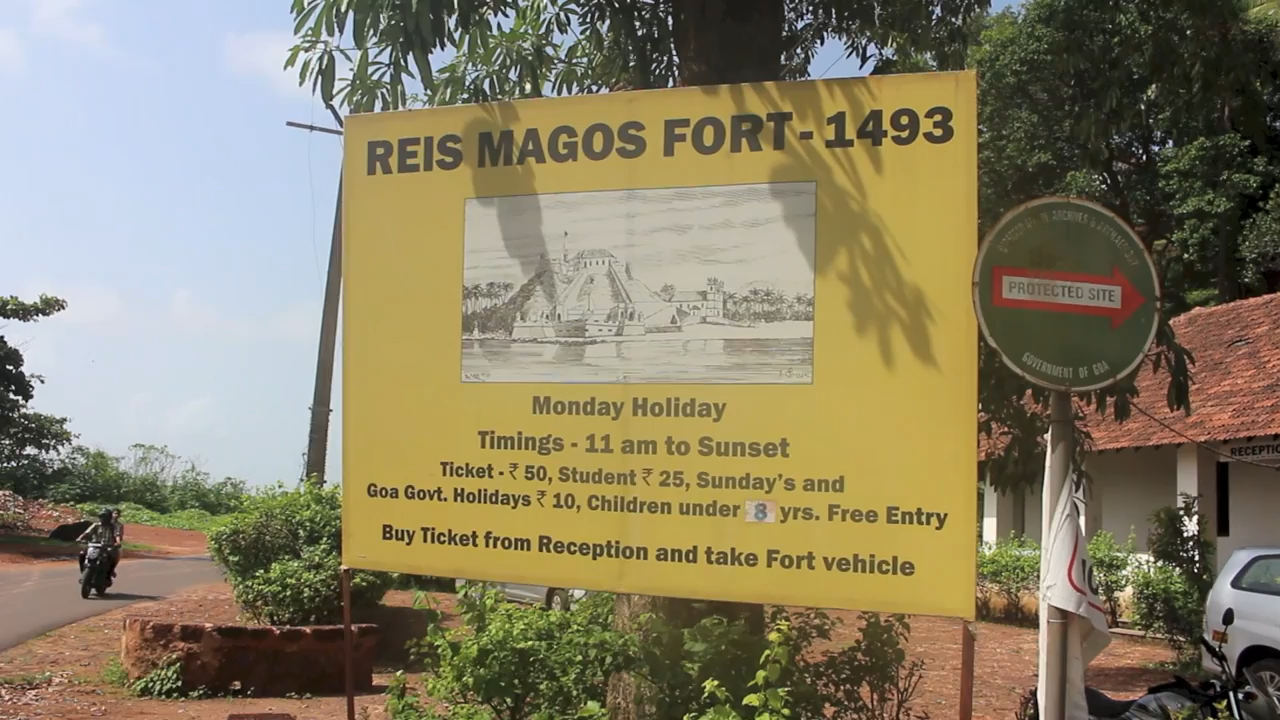 REIS MAGOS FORT - 1493
Monday Holiday
Timings - 11 am to Sunset
Ticket - ₹ 50, Student ₹ 25, Sunday's and
Goa Govt. Holidays ₹ 10, Children under 8 yrs. Free Entry
Buy Ticket from Reception and take Fort vehicle
ARCHIVES &
PROTECTED SITE
GOVERNMENT OF GOA
RECEPTIO